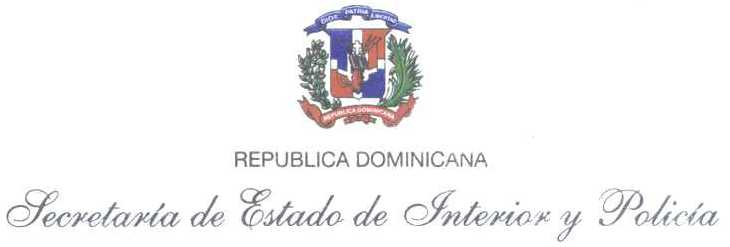 DIOS PATRIA LIBERTAD
REPUBLICA DOMINICANA
REPUBLICA DOMINICANA
Secretaría de Estado de Interior y Policía